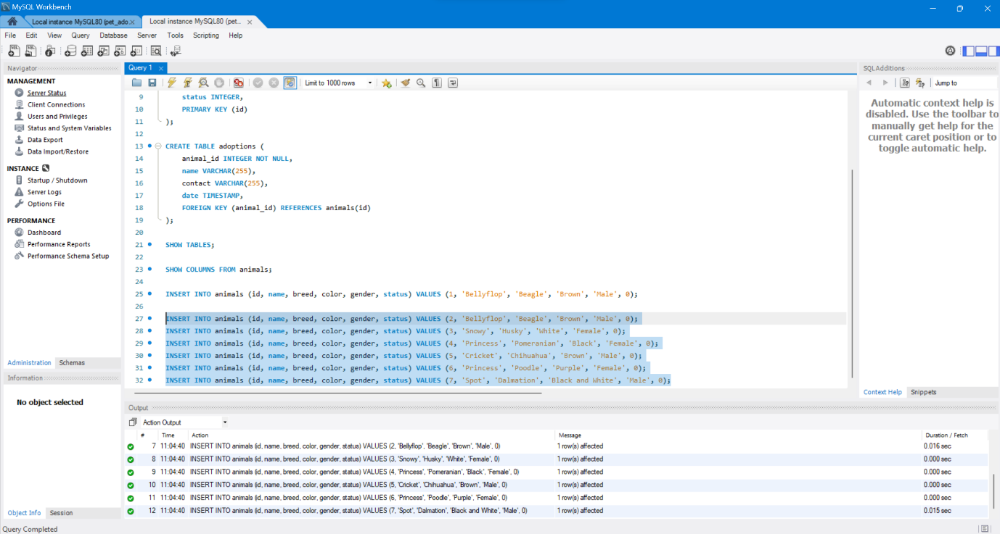 MySQL Workbench
Local instance MySQL80 (pet_ado. x
Local instance MySQL80 (pet... x
File Edit View Query Database Server Tools Scripting Help
Navigator
MANAGEMENT
Server Status
Client Connections
Users and Privileges
Status and System Variables
Data Export
Data Import/Restore
INSTANCE
Startup / Shutdown
Server Logs
Options File
PERFORMANCE
Dashboard
Performance Reports
Performance Schema Setup
Administration Schemas
Information
No object selected
Object Info Session
Query Completed
Query 1 x
Limit to 1000 rows
9 status INTEGER,
10 PRIMARY KEY (id)
11 );
12
13 CREATE TABLE adoptions (
14 animal_id INTEGER NOT NULL,
15 name VARCHAR(255),
16 contact VARCHAR(255),
17 date TIMESTAMP,
18 FOREIGN KEY (animal_id) REFERENCES animals(id)
19 );
20
21 SHOW TABLES;
22
23 SHOW COLUMNS FROM animals;
24
25 INSERT INTO animals (id, name, breed, color, gender, status) VALUES (1, 'Bellyflop', 'Beagle', 'Brown', 'Male', 0);
26
27 INSERT INTO animals (id, name, breed, color, gender, status) VALUES (2, 'Bellyflop', 'Beagle', 'Brown', 'Male', 0);
28 INSERT INTO animals (id, name, breed, color, gender, status) VALUES (3, 'Snowy', 'Husky', 'White', 'Female', 0);
29 INSERT INTO animals (id, name, breed, color, gender, status) VALUES (4, 'Princess', 'Pomeranian', 'Black', 'Female', 0);
30 INSERT INTO animals (id, name, breed, color, gender, status) VALUES (5, 'Cricket', 'Chihuahua', 'Brown', 'Male', 0);
31 INSERT INTO animals (id, name, breed, color, gender, status) VALUES (6, 'Princess', 'Poodle', 'Purple', 'Female', 0);
32 INSERT INTO animals (id, name, breed, color, gender, status) VALUES (7, 'Spot', 'Dalmation', 'Black and White', 'Male', 0);
SQLAdditions
Jump to
Automatic context help is
disabled. Use the toolbar to
manually get help for the
current caret position or to
toggle automatic help.
Context Help Snippets
Output
Action Output
# Time Action Message Duration / Fetch
7 11:04:40 INSERT INTO animals (id, name, breed, color, gender, status) VALUES (2, 'Bellyflop', 'Beagle', 'Brown', 'Male', 0) 1 row(s) affected 0.016 sec
8 11:04:40 INSERT INTO animals (id, name, breed, color, gender, status) VALUES (3, 'Snowy', 'Husky', 'White', 'Female', 0) 1 row(s) affected 0.000 sec
9 11:04:40 INSERT INTO animals (id, name, breed, color, gender, status) VALUES (4, 'Princess', 'Pomeranian', 'Black', 'Female', 0) 1 row(s) affected 0.000 sec
10 11:04:40 INSERT INTO animals (id, name, breed, color, gender, status) VALUES (5, 'Cricket', 'Chihuahua', 'Brown', 'Male', 0) 1 row(s) affected 0.000 sec
11 11:04:40 INSERT INTO animals (id, name, breed, color, gender, status) VALUES (6, 'Princess', 'Poodle', 'Purple', 'Female', 0) 1 row(s) affected 0.000 sec
12 11:04:40 INSERT INTO animals (id, name, breed, color, gender, status) VALUES (7, 'Spot', 'Dalmation', 'Black and White', 'Male', 0) 1 row(s) affected 0.015 sec